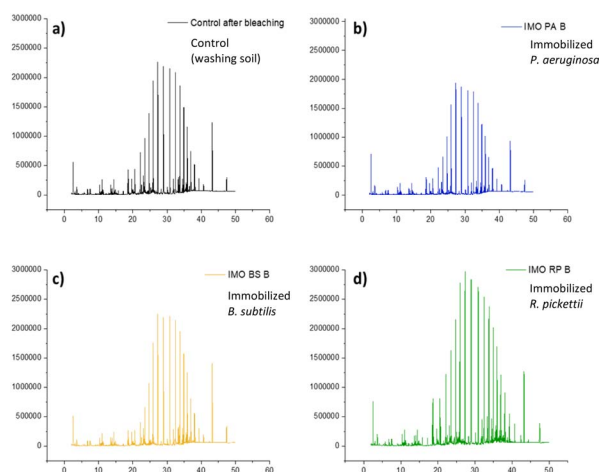 a)
Control after bleaching
Control
(washing soil)
3000000
2500000
2000000
1500000
1000000
500000
0
0 10 20 30 40 50 60
b)
IMO PA B
Immobilized
P. aeruginosa
3000000
2500000
2000000
1500000
1000000
500000
0
0 10 20 30 40 50 60
c)
IMO BS B
Immobilized
B. subtilis
3000000
2500000
2000000
1500000
1000000
500000
0
0 10 20 30 40 50 60
d)
IMO RP B
Immobilized
R. pickettii
3000000
2500000
2000000
1500000
1000000
500000
0
0 10 20 30 40 50 60